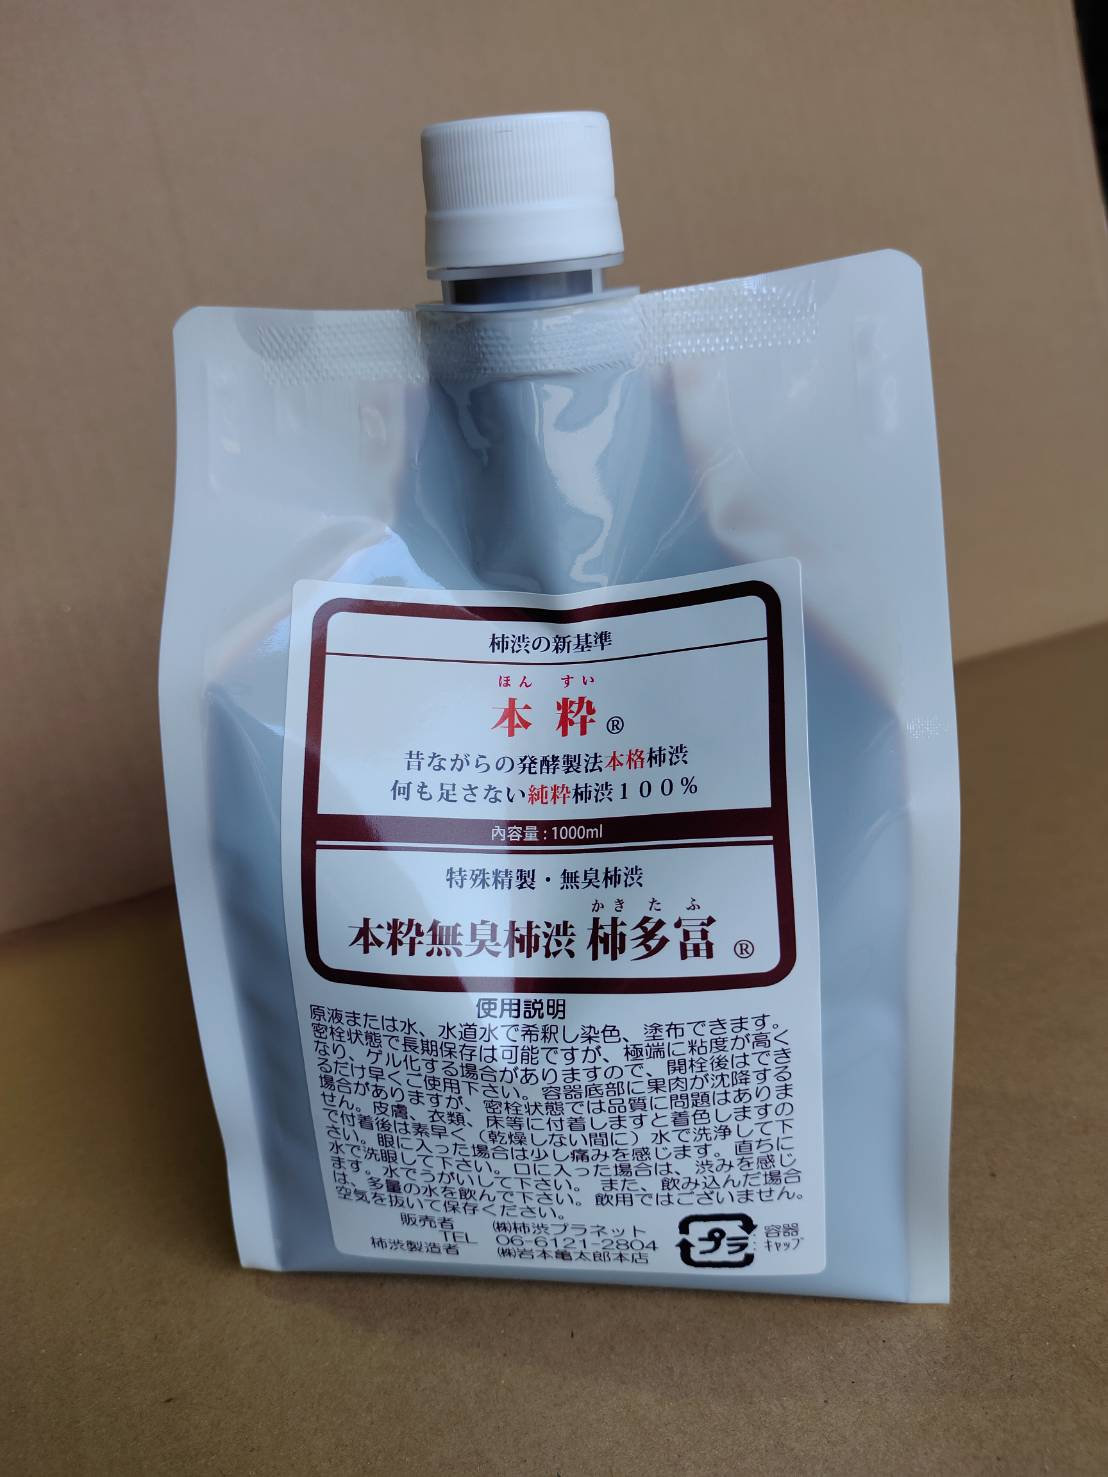 柿渋の新基準
ほん すい
本粋®
昔ながらの発酵製法本格柿渋
何も足さない純粋柿渋100%
内容量:1000ml
特殊精製・無臭柿渋
かき た ふ
本粋無臭柿渋 柿多冨®
使用説明
原液または水、水道水で希釈し染色、塗布できます。
密栓状態で長期保存は可能ですが、極端に粘度が高く
なり、ゲル化する場合がありますので、開栓後はでき
るだけ早くご使用下さい。容器底部に果肉が沈降する
場合がありますが、密栓状態では品質に問題はありま
せん。皮膚、衣類、床等に付着しますと着色しますの
で付着後は素早く(乾燥しない間に)水で洗浄して下
さい。眼に入った場合は少し痛みを感じます。直ちに
水で洗眼して下さい。口に入った場合は、渋みを感じ
ます。水でうがいして下さい。また、飲み込んだ場合
は、多量の水を飲んで下さい。飲用ではございません。
空気を抜いて保存ください。
販売者 ㈱柿渋プラネット
TEL 06-6121-2804
柿渋製造者 ㈱岩本亀太郎本店
プラ
容器
キャップ